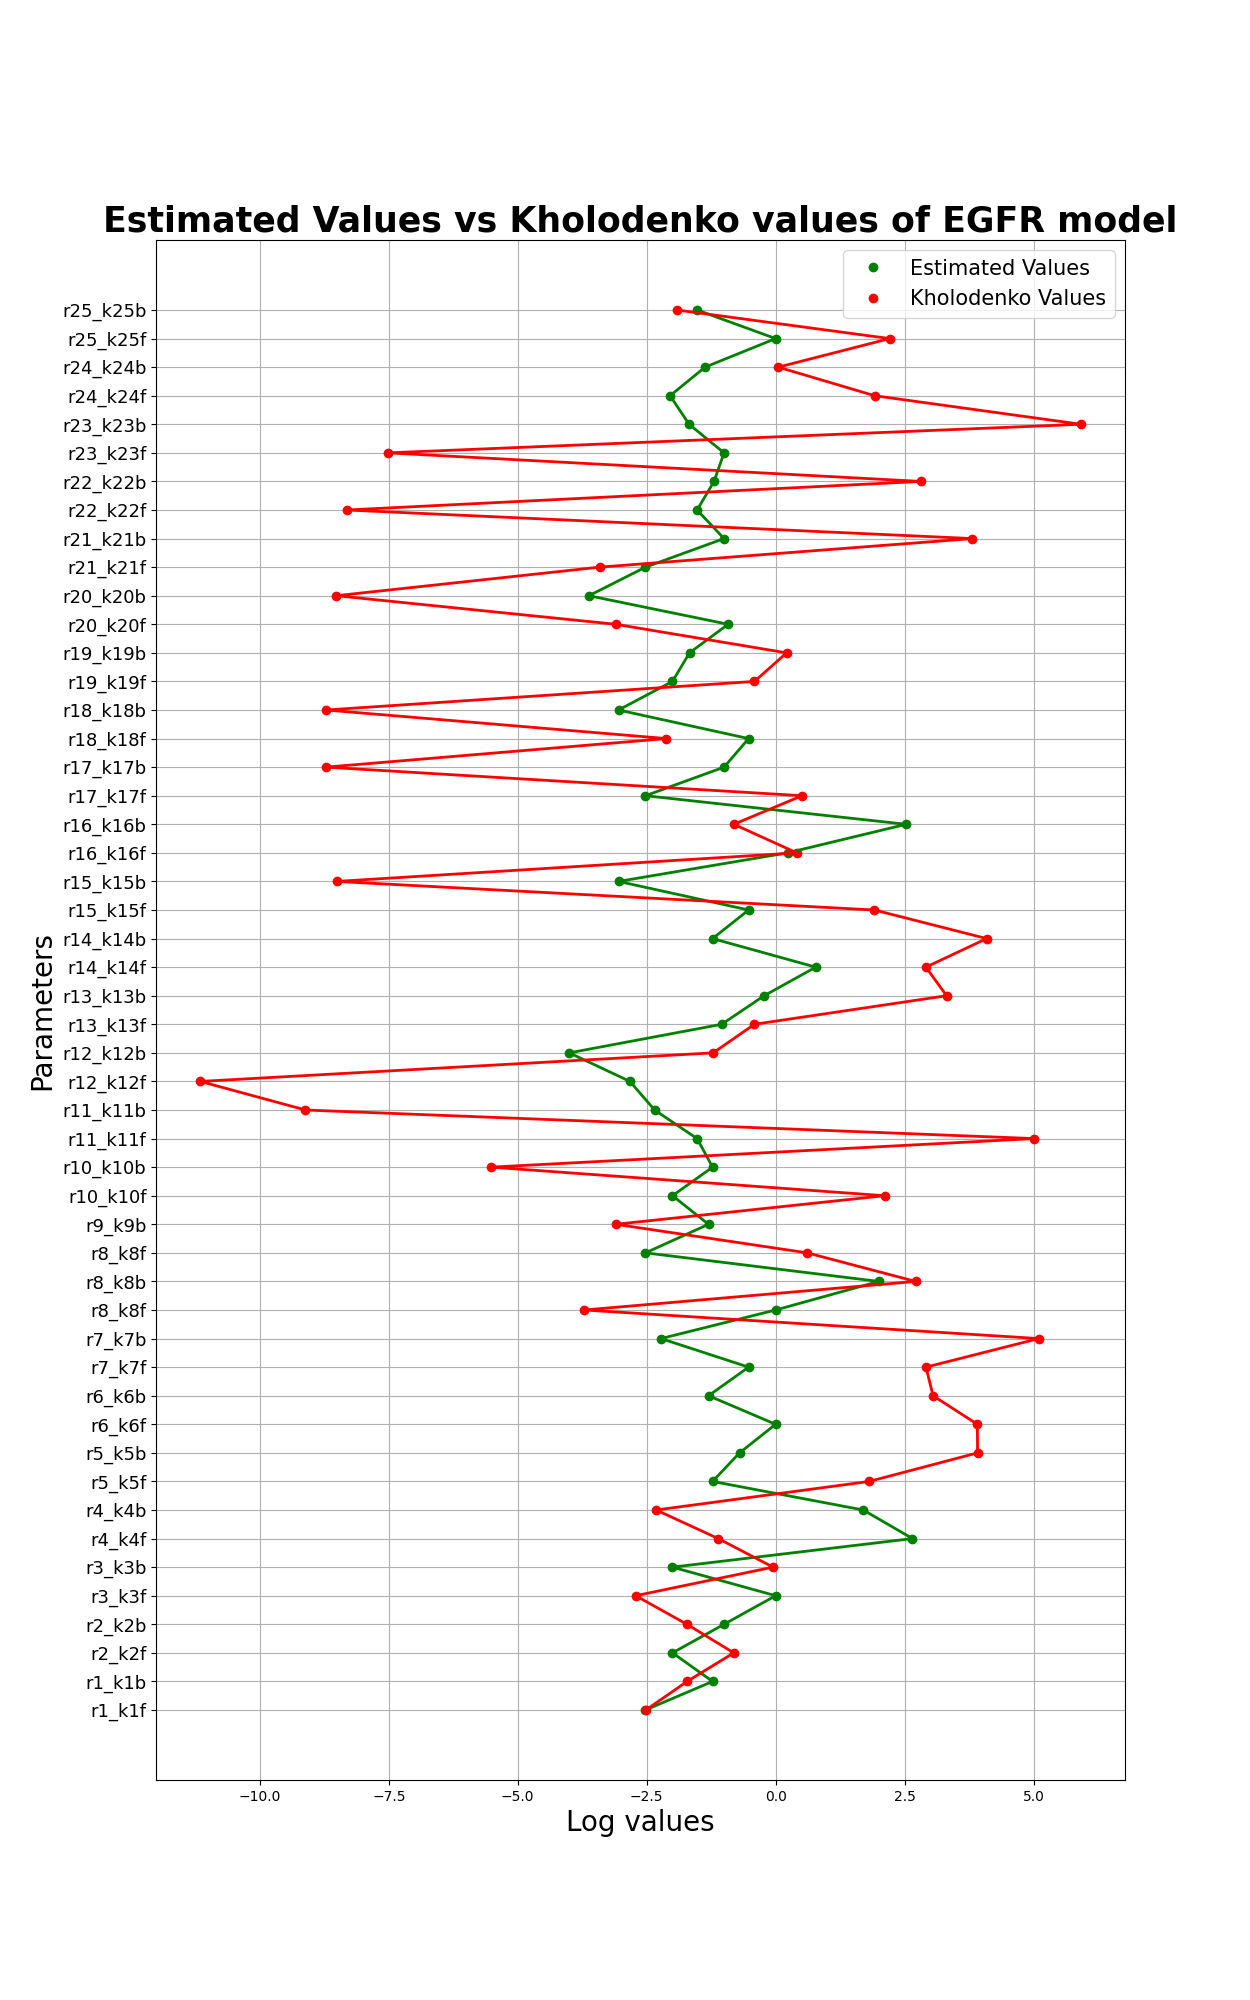 Estimated Values vs Kholodenko values of EGFR model
Estimated Values
Kholodenko Values
r25_k25b
r25_k25f
r24_k24b
r24_k24f
r23_k23b
r23_k23f
r22_k22b
r22_k22f
r21_k21b
r21_k21f
r20_k20b
r20_k20f
r19_k19b
r19_k19f
r18_k18b
r18_k18f
r17_k17b
r17_k17f
r16_k16b
r16_k16f
r15_k15b
r15_k15f
r14_k14b
r14_k14f
r13_k13b
r13_k13f
r12_k12b
r12_k12f
r11_k11b
r11_k11f
r10_k10b
r10_k10f
r9_k9b
r8_k8f
r8_k8b
r8_k8f
r7_k7b
r7_k7f
r6_k6b
r6_k6f
r5_k5b
r5_k5f
r4_k4b
r4_k4f
r3_k3b
r3_k3f
r2_k2b
r2_k2f
r1_k1b
r1_k1f
Parameters
−10.0 −7.5 −5.0 −2.5 0.0 2.5 5.0
Log values